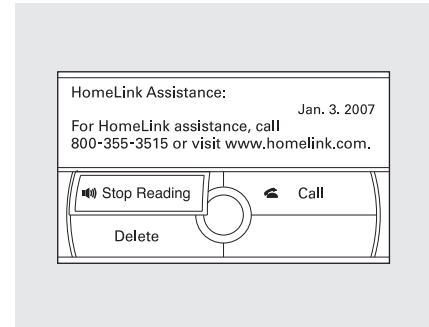 HomeLink Assistance:
Jan. 3. 2007
For HomeLink assistance, call
800-355-3515 or visit www.homelink.com.
Stop Reading
Call
Delete